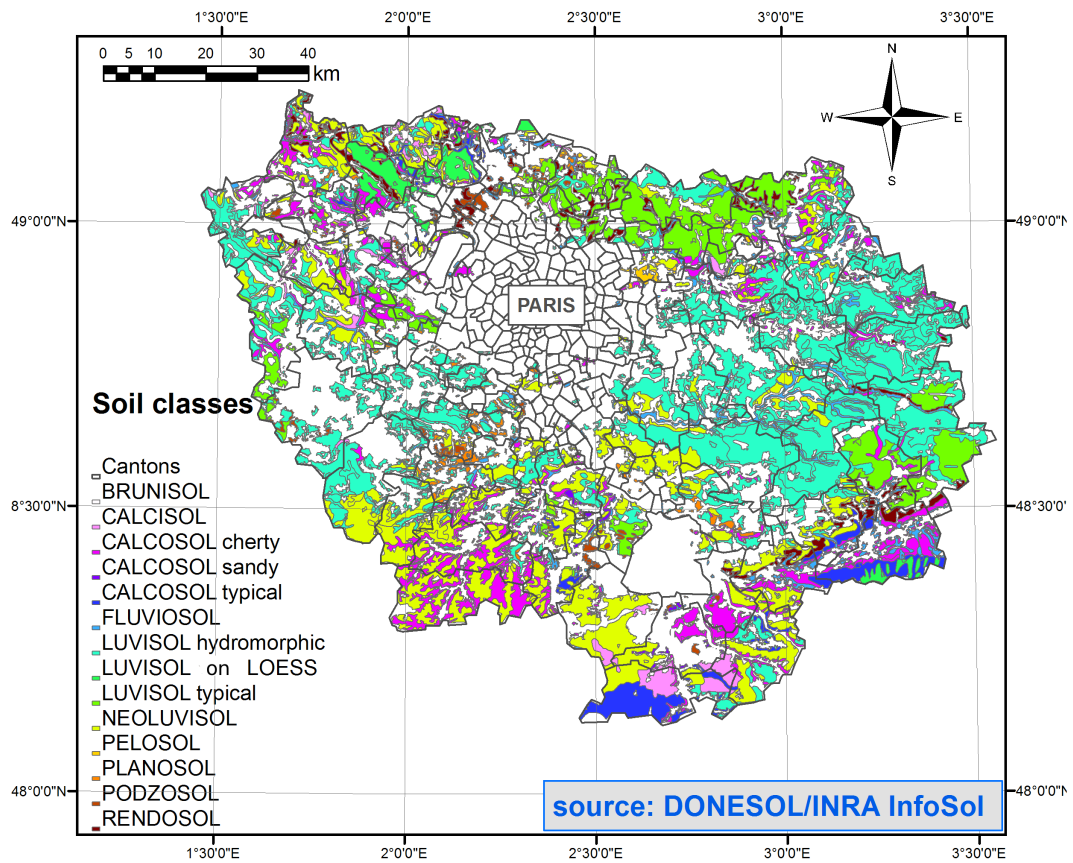 1°30'0"E 2°0'0"E 2°30'0"E 3°0'0"E 3°30'0"E
0 5 10 20 30 40
km
N
W E
S
49°0'0"N 49°0'0"N
PARIS
Soil classes
Cantons
BRUNISOL
8°30'0"N 48°30'0"N
CALCISOL
CALCOSOL cherty
CALCOSOL sandy
CALCOSOL typical
FLUVIOSOL
LUVISOL hydromorphic
LUVISOL on LOESS
LUVISOL typical
NEOLUVISOL
PELOSOL
PLANOSOL
48°0'0"N 48°0'0"N
PODZOSOL
source: DONESOL/INRA InfoSol
RENDOSOL
1°30'0"E 2°0'0"E 2°30'0"E 3°0'0"E 3°30'0"E